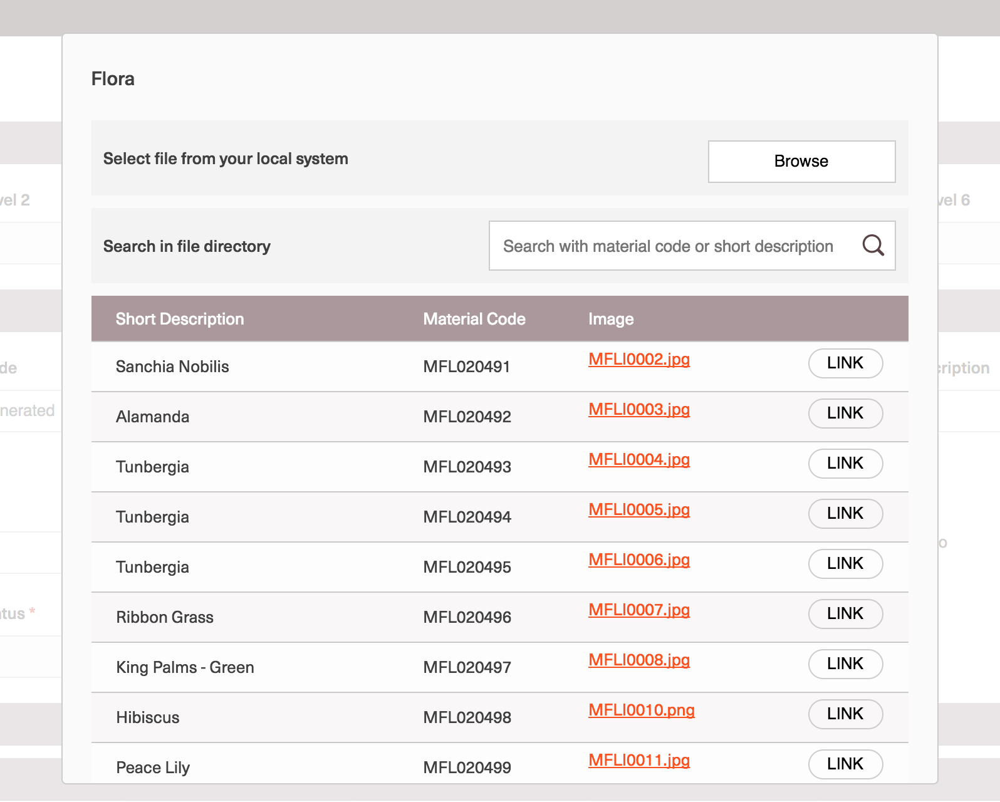 Flora
Select file from your local system
Browse
Search in file directory
Search with material code or short description
Short Description Material Code Image
Sanchia Nobilis MFL020491 MFLI0002.jpg LINK
Alamanda MFL020492 MFLI0003.jpg LINK
Tunbergia MFL020493 MFLI0004.jpg LINK
Tunbergia MFL020494 MFLI0005.jpg LINK
Tunbergia MFL020495 MFLI0006.jpg LINK
Ribbon Grass MFL020496 MFLI0007.jpg LINK
King Palms - Green MFL020497 MFLI0008.jpg LINK
Hibiscus MFL020498 MFLI0010.png LINK
Peace Lily MFL020499 MFLI0011.jpg LINK
vel 2
vel 6
de
cription
nerated
o
tus *